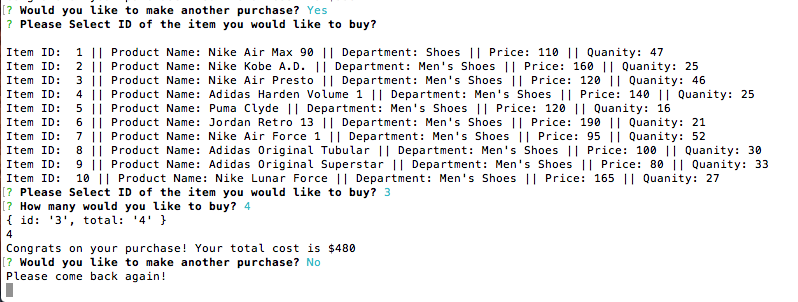 [? Would you like to make another purchase? Yes
? Please Select ID of the item you would like to buy?
Item ID:  1 || Product Name: Nike Air Max 90 || Department: Shoes || Price: 110 || Quanity: 47
Item ID:  2 || Product Name: Nike Kobe A.D. || Department: Men's Shoes || Price: 160 || Quanity: 25
Item ID:  3 || Product Name: Nike Air Presto || Department: Men's Shoes || Price: 120 || Quanity: 46
Item ID:  4 || Product Name: Adidas Harden Volume 1 || Department: Men's Shoes || Price: 140 || Quanity: 25
Item ID:  5 || Product Name: Puma Clyde || Department: Men's Shoes || Price: 120 || Quanity: 16
Item ID:  6 || Product Name: Jordan Retro 13 || Department: Men's Shoes || Price: 190 || Quanity: 21
Item ID:  7 || Product Name: Nike Air Force 1 || Department: Men's Shoes || Price: 95 || Quanity: 52
Item ID:  8 || Product Name: Adidas Original Tubular || Department: Men's Shoes || Price: 100 || Quanity: 30
Item ID:  9 || Product Name: Adidas Original Superstar || Department: Men's Shoes || Price: 80 || Quanity: 33
Item ID:  10 || Product Name: Nike Lunar Force || Department: Men's Shoes || Price: 165 || Quanity: 27
[? Please Select ID of the item you would like to buy? 3
[? How many would you like to buy? 4
{ id: '3', total: '4' }
4
Congrats on your purchase! Your total cost is $480
[? Would you like to make another purchase? No
Please come back again!